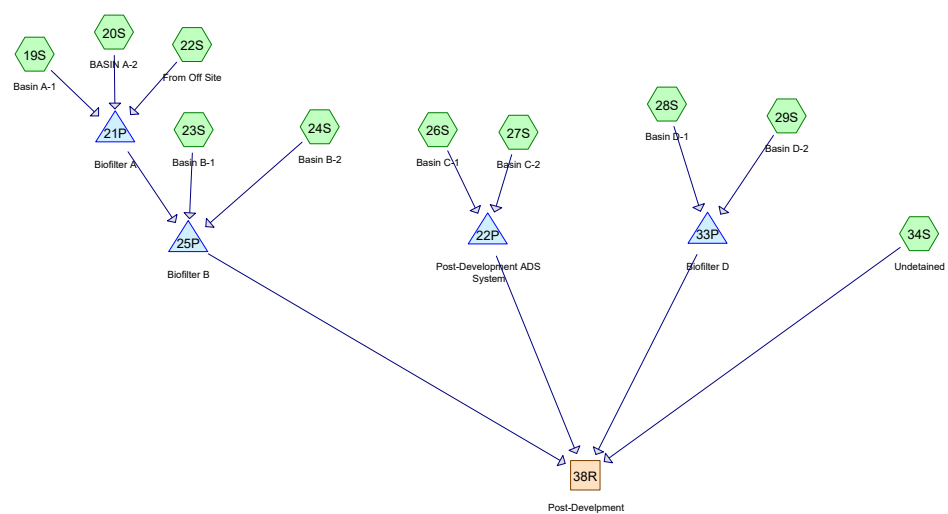 20S
BASIN A-2
22S
From Off Site
19S
Basin A-1
21P
Biofilter A
23S
Basin B-1
24S
Basin B-2
26S
Basin C-1
27S
Basin C-2
28S
Basin D-1
29S
Basin D-2
25P
Biofilter B
22P
Post-Development ADS
System
33P
Biofilter D
34S
Undetained
38R
Post-Develpment